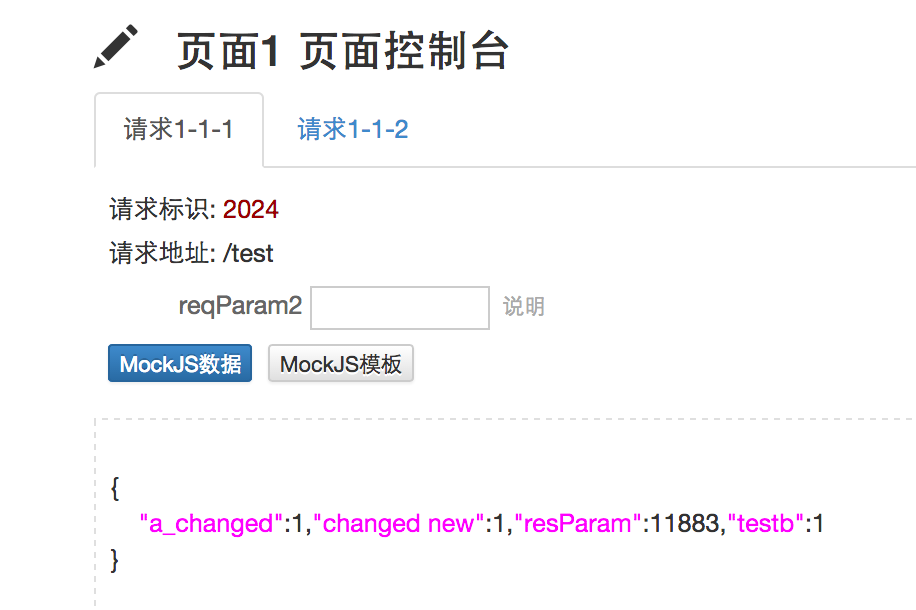 页面1 页面控制台
请求1-1-1 请求1-1-2
请求标识: 2024
请求地址: /test
reqParam2 说明
MockJS数据 MockJS模板
{
"a_changed":1,"changed new":1,"resParam":11883,"testb":1
}